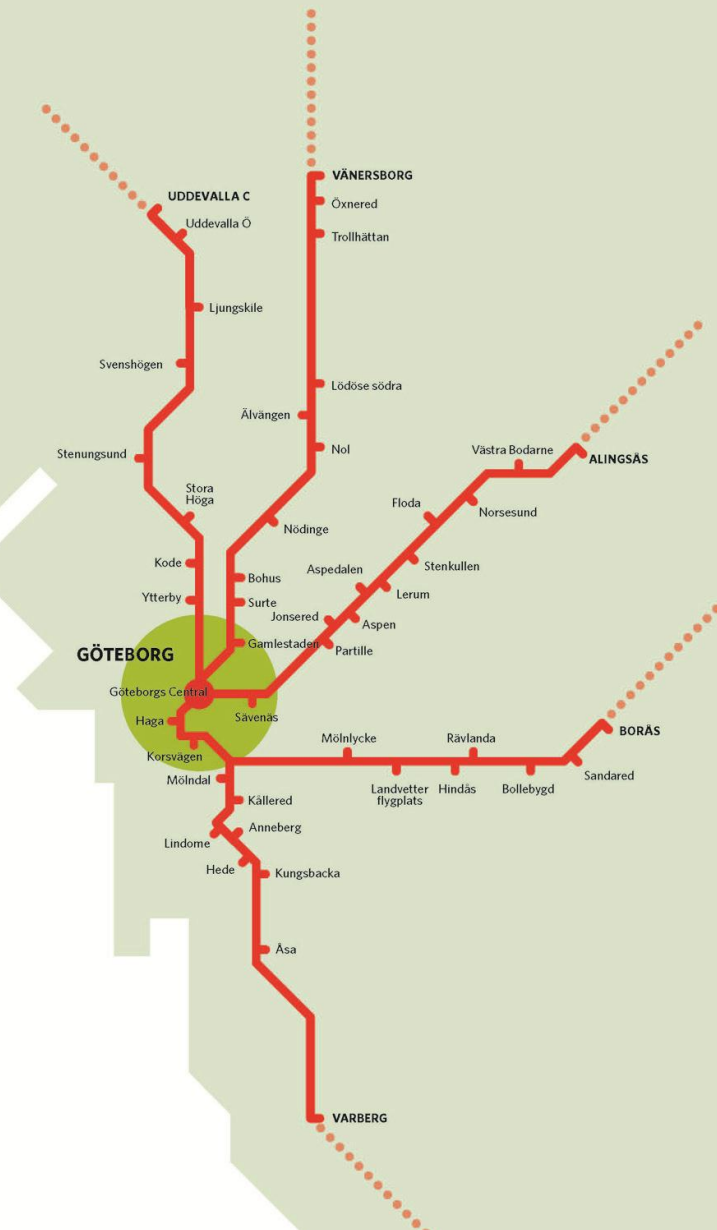 VÄNERSBORG
UDDEVALLA C
Öxnered
Uddevalla Ö
Trollhättan
Ljungskile
Svenshögen
Lödöse södra
Älvängen
Nol
Västra Bodarne
Stenungsund
ALINGSÅS
Stora
Höga
Floda
Norsesund
Nödinge
Kode
Aspedalen
Stenkullen
Bohus
Ytterby
Lerum
Surte
Jonsered
Aspen
Gamlestaden
Partille
GÖTEBORG
Göteborgs Central
Haga
Sävenäs
BORÅS
Mölnlycke
Rävlanda
Korsvägen
Mölndal
Sandared
Landvetter
flygplats
Hindås
Bollebygd
Kållered
Anneberg
Lindome
Hede
Kungsbacka
Åsa
VARBERG